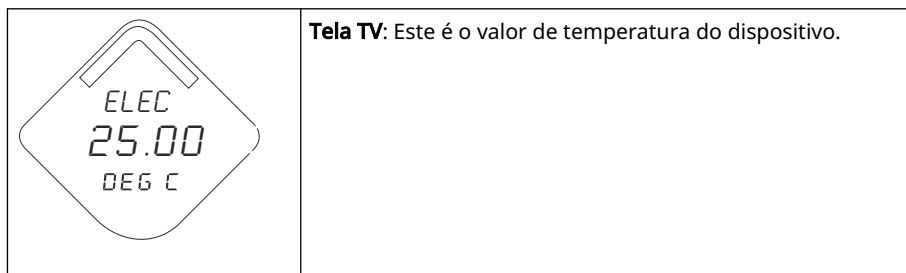 ELEC
25.00
DEG C
Tela TV: Este é o valor de temperatura do dispositivo.